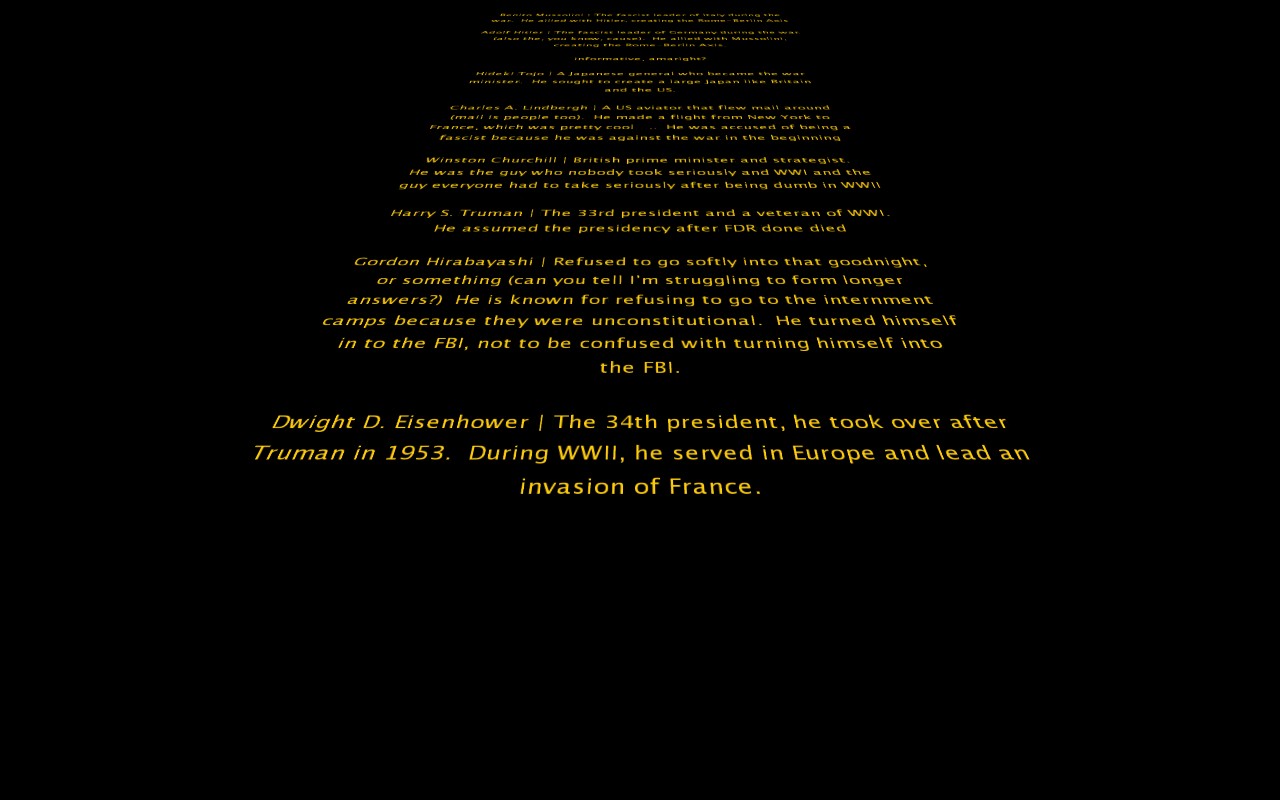 Benito Mussolini | The fascist leader of Italy during the
war.  He allied with Hitler, creating the Rome-Berlin Axis
Adolf Hitler | The fascist leader of Germany during the war.
(also the, you know, cause).  He allied with Mussolini,
creating the Rome-Berlin Axis.
informative, amaright?
Hideki Tojo | A Japanese general who became the war
minister.  He sought to create a large Japan like Britain
and the US.
Charles A. Lindbergh | A US aviator that flew mail around
(mail is people too).  He made a flight from New York to
France, which was pretty cool  ..  He was accused of being a
fascist because he was against the war in the beginning
Winston Churchill | British prime minister and strategist.
He was the guy who nobody took seriously and WWI and the
guy everyone had to take seriously after being dumb in WWII
Harry S. Truman | The 33rd president and a veteran of WWI.
He assumed the presidency after FDR done died
Gordon Hirabayashi | Refused to go softly into that goodnight,
or something (can you tell I'm struggling to form longer
answers?)  He is known for refusing to go to the internment
camps because they were unconstitutional.  He turned himself
in to the FBI, not to be confused with turning himself into
the FBI.
Dwight D. Eisenhower | The 34th president, he took over after
Truman in 1953.  During WWII, he served in Europe and lead an
invasion of France.